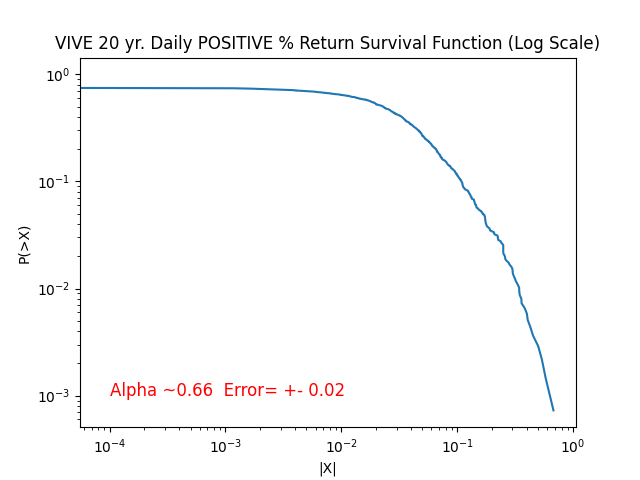 VIVE 20 yr. Daily POSITIVE % Return Survival Function (Log Scale)
P(>X)
10⁰
10⁻¹
10⁻²
10⁻³
Alpha ~0.66  Error= +- 0.02
10⁻⁴ 10⁻³ 10⁻² 10⁻¹ 10⁰
|X|